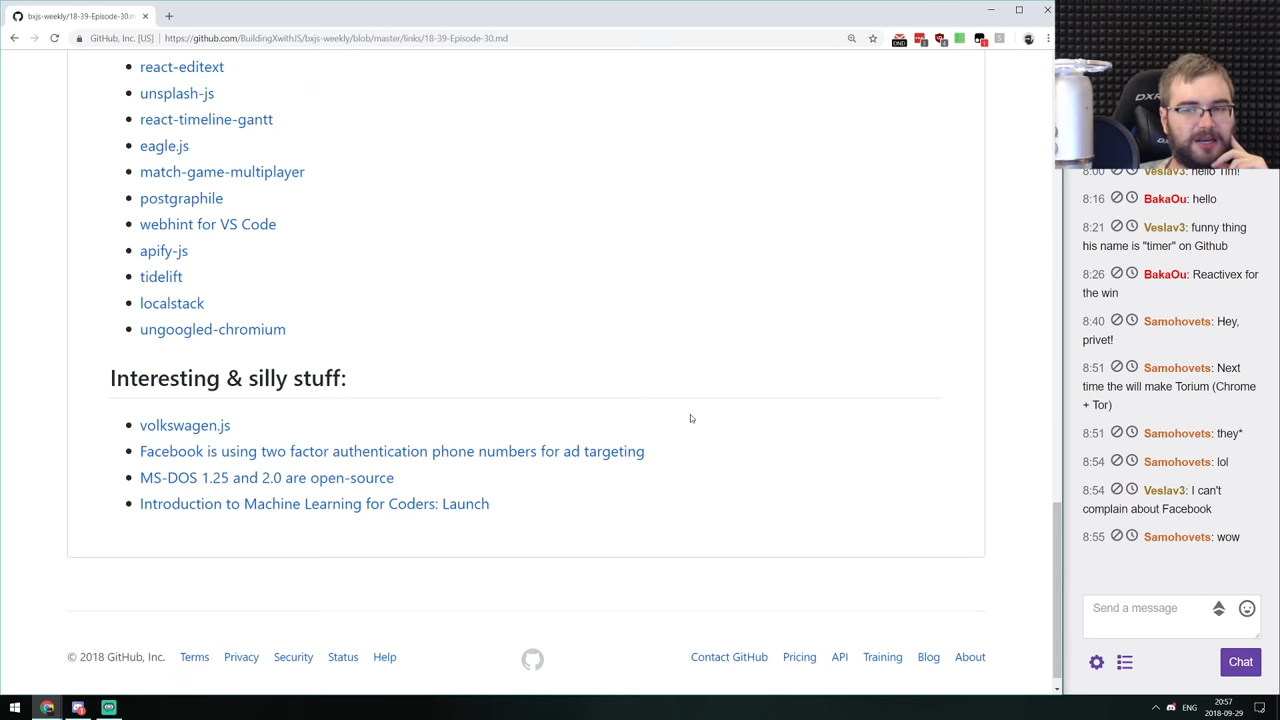 bxjs-weekly/18-39-Episode-30.m
GitHub, Inc. [US]
https://github.com/BuildingXwithJS/bxjs-weekly/blob/master/links/18-39-Episode-30.md
react-editext
unsplash-js
react-timeline-gantt
eagle.js
match-game-multiplayer
postgraphile
webhint for VS Code
apify-js
tidelift
localstack
ungoogled-chromium
Interesting & silly stuff:
volkswagen.js
Facebook is using two factor authentication phone numbers for ad targeting
MS-DOS 1.25 and 2.0 are open-source
Introduction to Machine Learning for Coders: Launch
© 2018 GitHub, Inc. Terms Privacy Security Status Help
Contact GitHub Pricing API Training Blog About
DXR
8:00 Veslav3: hello Tim!
8:16 BakaOu: hello
8:21 Veslav3: funny thing
his name is "timer" on Github
8:26 BakaOu: Reactivex for
the win
8:40 Samohovets: Hey,
privet!
8:51 Samohovets: Next
time the will make Torium (Chrome
+ Tor)
8:51 Samohovets: they*
8:54 Samohovets: lol
8:54 Veslav3: I can't
complain about Facebook
8:55 Samohovets: wow
Send a message
Chat
ENG
20:57
2018-09-29